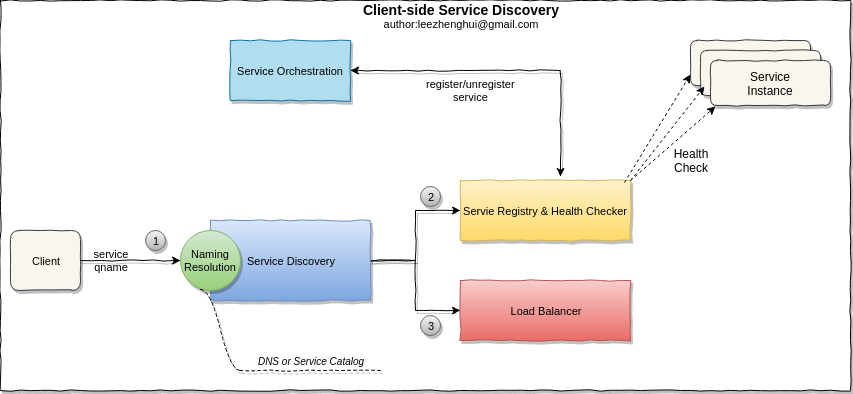 Client-side Service Discovery
author:leezhenghui@gmail.com
Service Orchestration
register/unregister
service
Service
Instance
Health
Check
2
Servie Registry & Health Checker
1
Client
service
qname
Naming
Resolution
Service Discovery
Load Balancer
3
DNS or Service Catalog